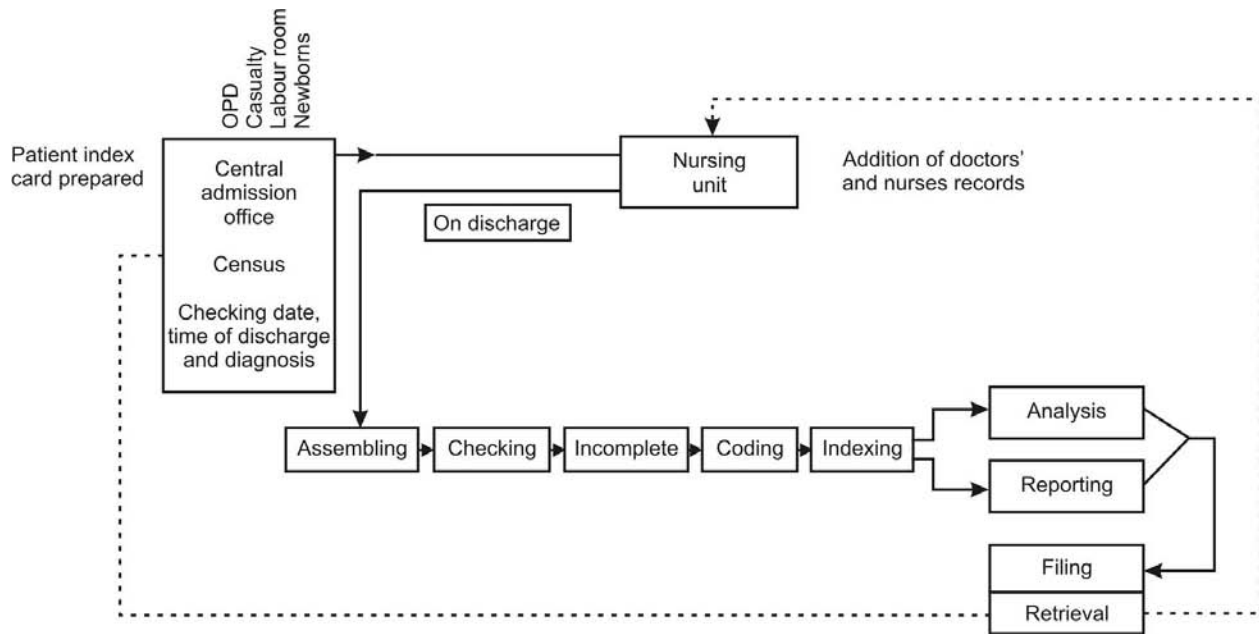 OPD
Casualty
Labour room
Newborns
Patient index
card prepared
Central
admission
office
Census
Checking date,
time of discharge
and diagnosis
Nursing
unit
Addition of doctors'
and nurses records
On discharge
Assembling
Checking
Incomplete
Coding
Indexing
Analysis
Reporting
Filing
Retrieval